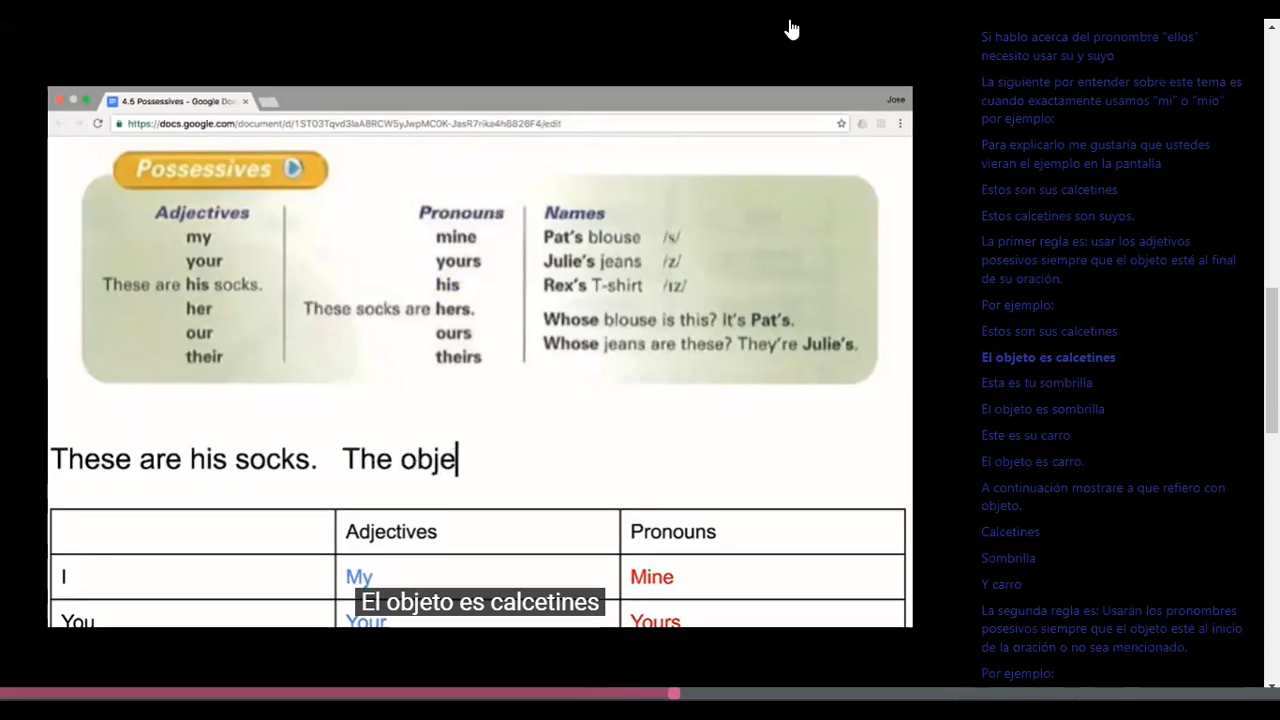 4.5 Possessives - Google Doc
Jose
https://docs.google.com/document/d/1ST03Tqvd3laA8RCW5yJwpMC0K-JasR7rika4h8826F4/edit
Possessives
Adjectives
my
your
These are his socks.
her
our
their
Pronouns
mine
yours
his
These socks are hers.
ours
theirs
Names
Pat's blouse /s/
Julie's jeans /z/
Rex's T-shirt /ɪz/
Whose blouse is this? It's Pat's.
Whose jeans are these? They're Julie's.
These are his socks. The obje
Adjectives Pronouns
I My Mine
You Your Yours
El objeto es calcetines
Si hablo acerca del pronombre "ellos"
necesito usar su y suyo
La siguiente por entender sobre este tema es
cuando exactamente usamos "mi" o "mío"
por ejemplo:
Para explicarlo me gustaría que ustedes
vieran el ejemplo en la pantalla
Estos son sus calcetines
Estos calcetines son suyos.
La primer regla es: usar los adjetivos
posesivos siempre que el objeto esté al final
de su oración.
Por ejemplo:
Estos son sus calcetines
El objeto es calcetines
Esta es tu sombrilla
El objeto es sombrilla
Este es su carro
El objeto es carro.
A continuación mostrare a que refiero con
objeto.
Calcetines
Sombrilla
Y carro
La segunda regla es: Usarán los pronombres
posesivos siempre que el objeto esté al inicio
de la oración o no sea mencionado.
Por ejemplo: